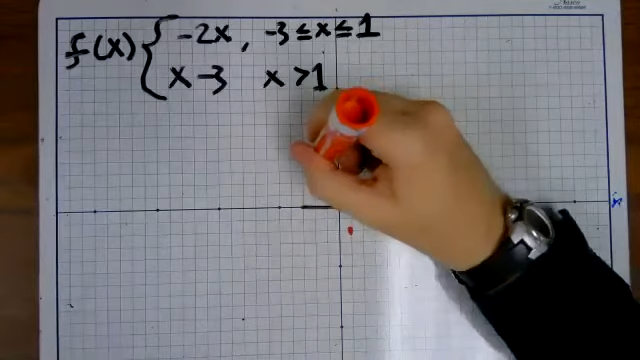 f(x) { -2x , -3 ≤ x ≤ 1
x -3 x > 1